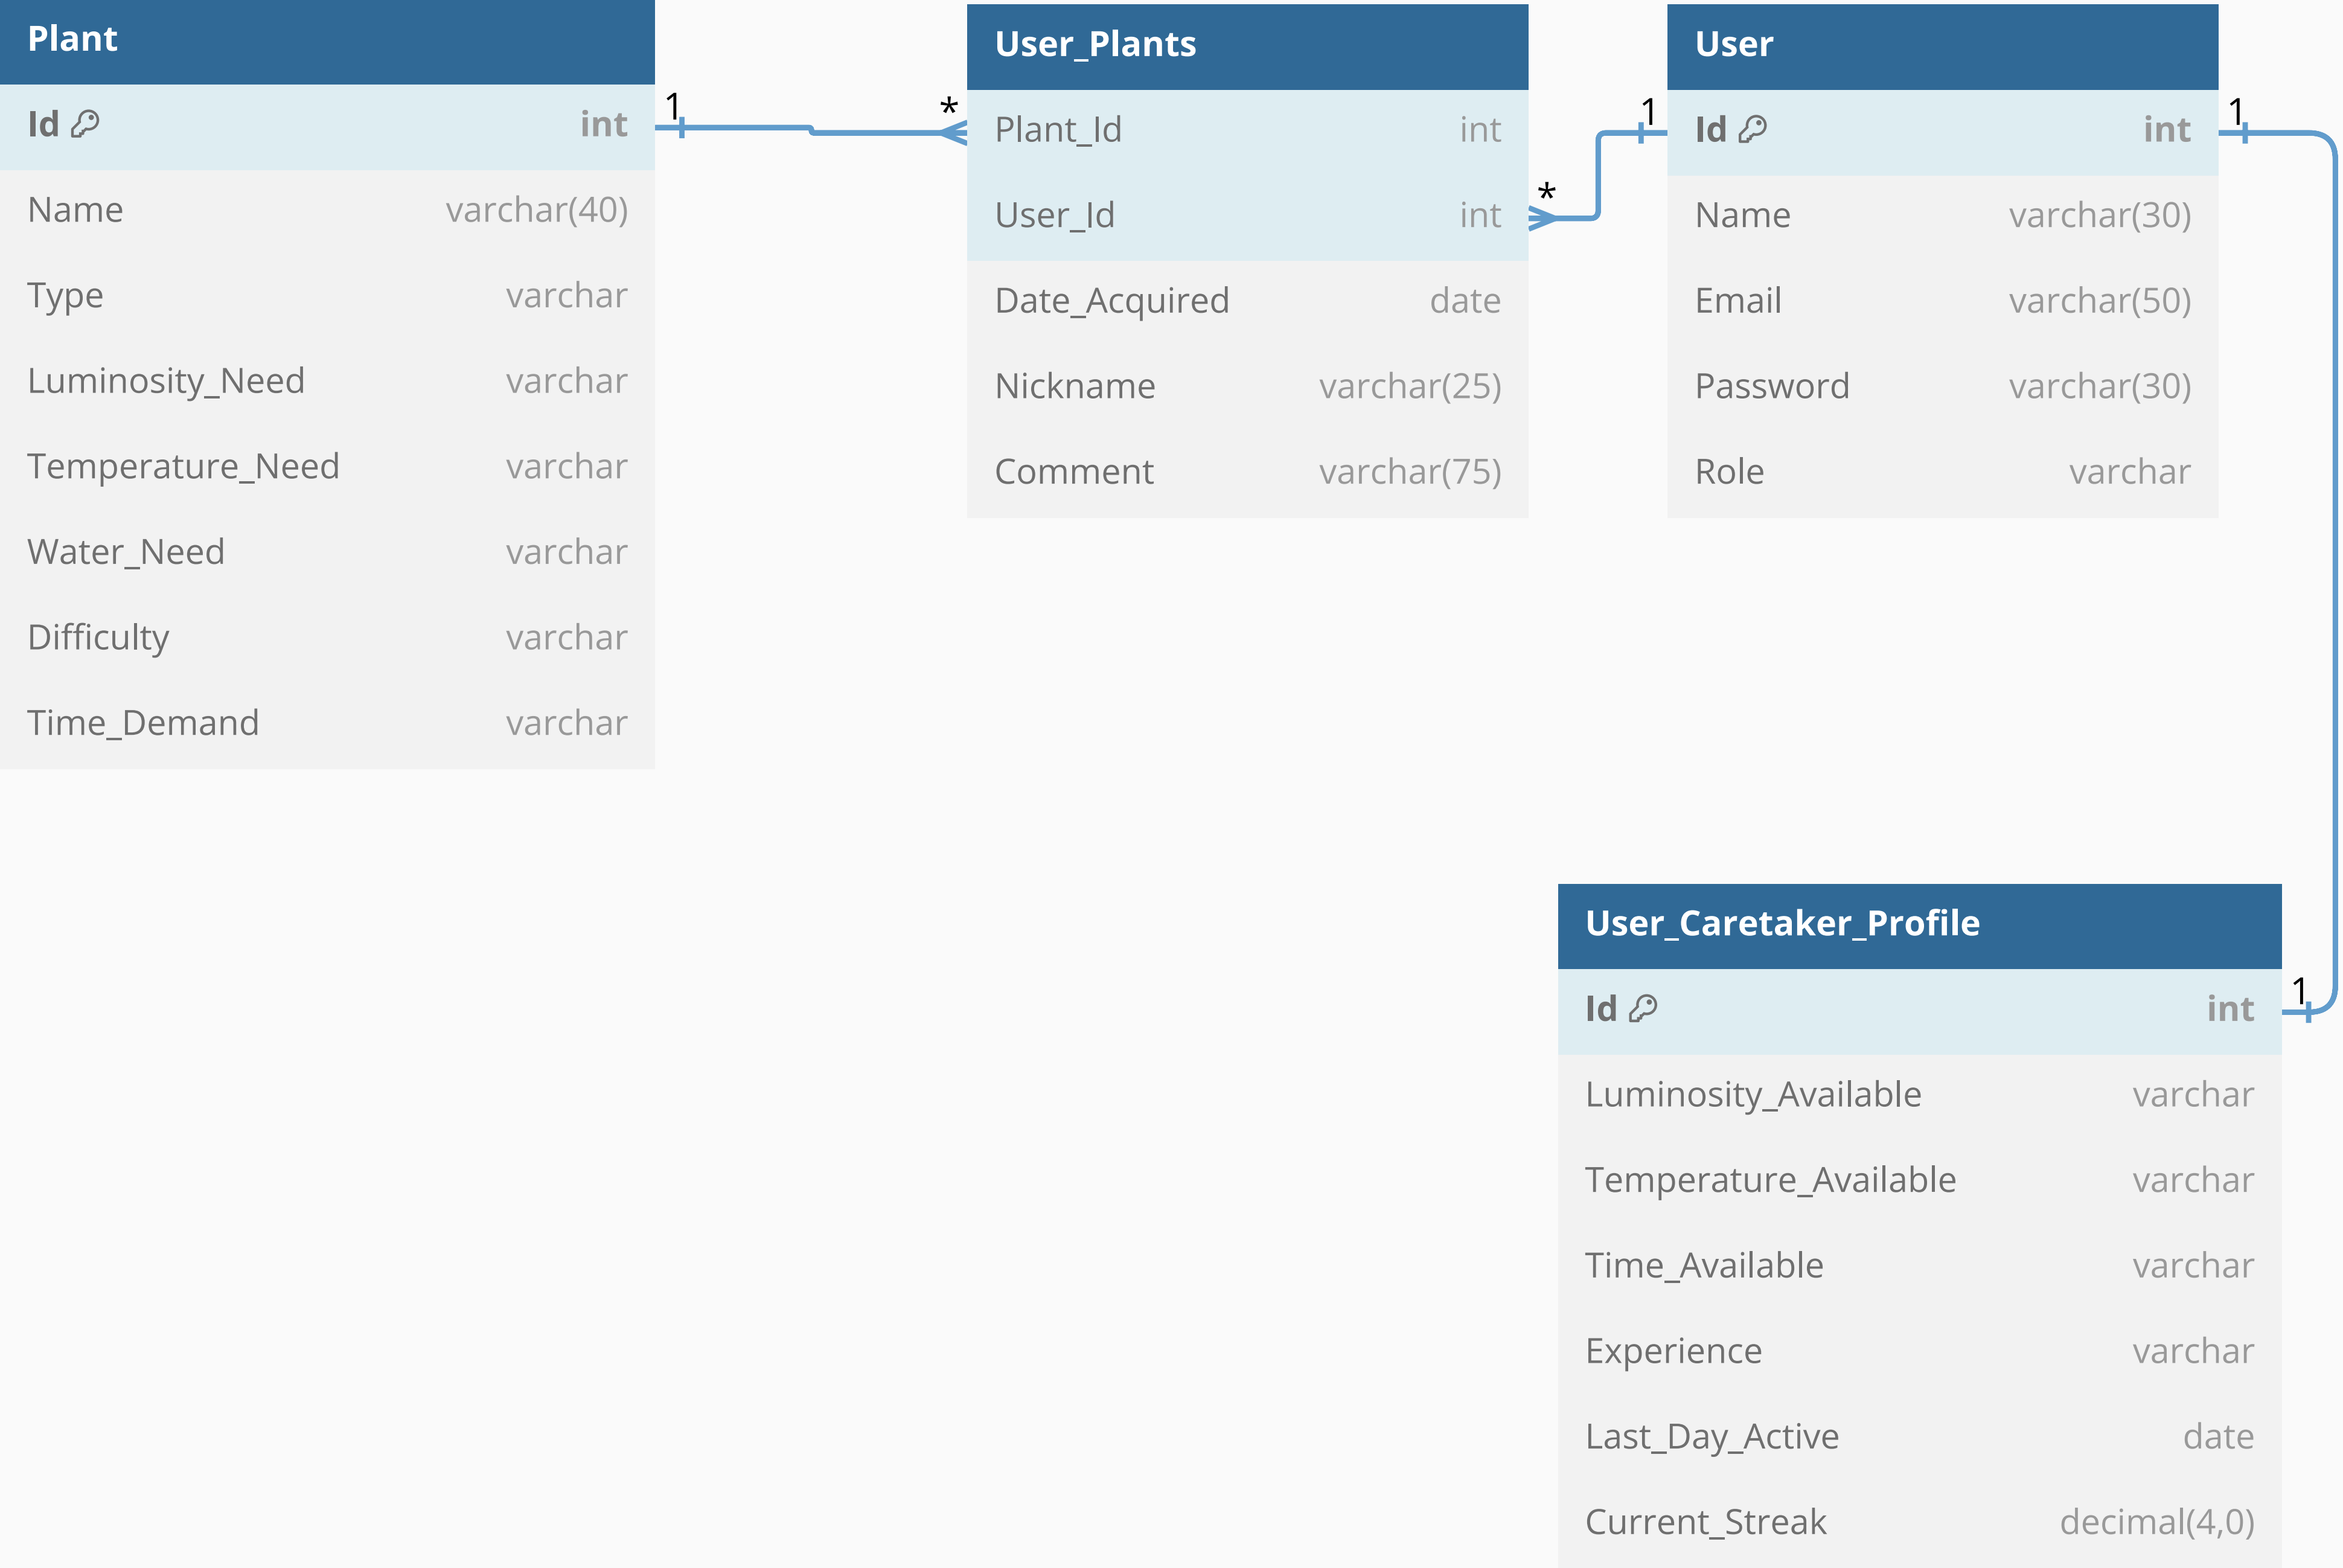 Plant
Id int
Name varchar(40)
Type varchar
Luminosity_Need varchar
Temperature_Need varchar
Water_Need varchar
Difficulty varchar
Time_Demand varchar
1 *
User_Plants
Plant_Id int
User_Id int
Date_Acquired date
Nickname varchar(25)
Comment varchar(75)
* 1
User
Id int
Name varchar(30)
Email varchar(50)
Password varchar(30)
Role varchar
1
1
User_Caretaker_Profile
Id int
Luminosity_Available varchar
Temperature_Available varchar
Time_Available varchar
Experience varchar
Last_Day_Active date
Current_Streak decimal(4,0)